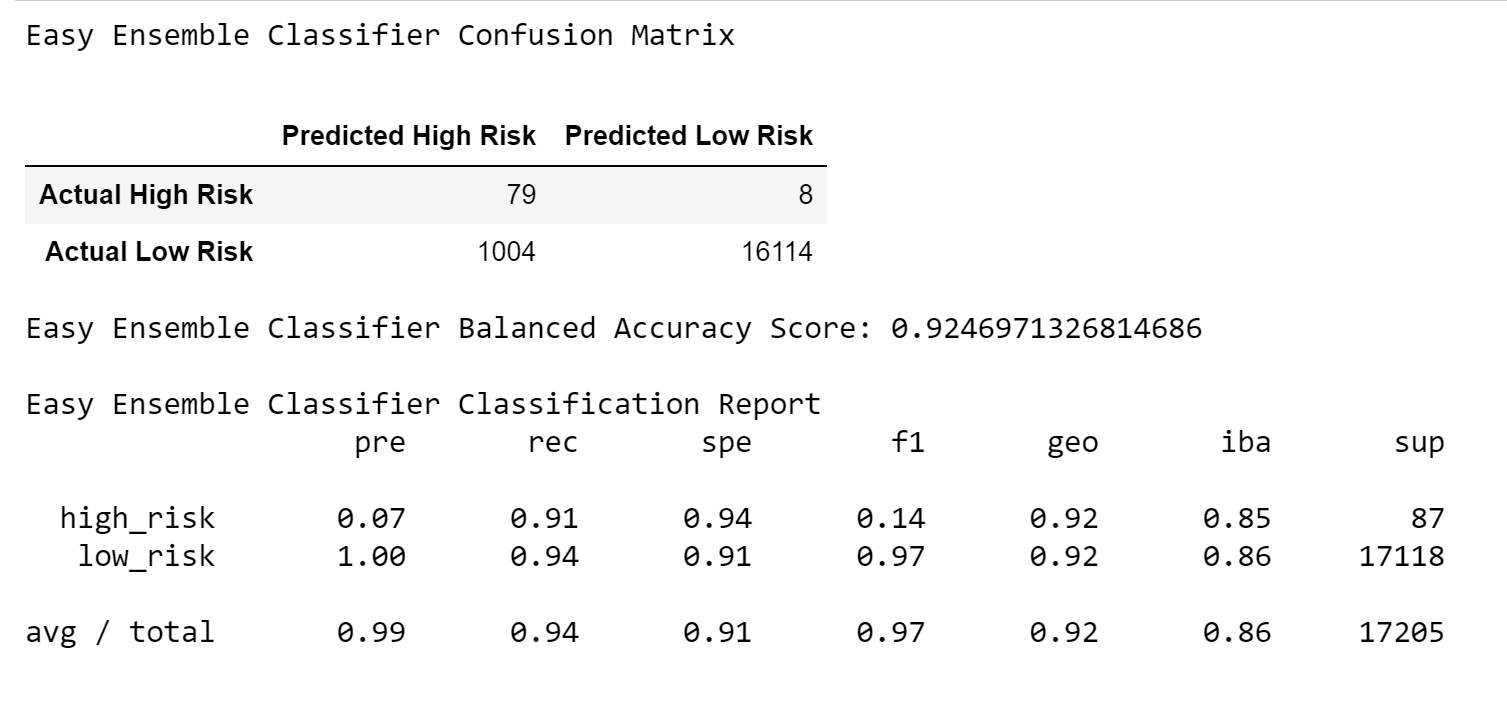 Easy Ensemble Classifier Confusion Matrix
Predicted High Risk Predicted Low Risk
Actual High Risk 79 8
Actual Low Risk 1004 16114
Easy Ensemble Classifier Balanced Accuracy Score: 0.9246971326814686
Easy Ensemble Classifier Classification Report
pre rec spe f1 geo iba sup
high_risk 0.07 0.91 0.94 0.14 0.92 0.85 87
low_risk 1.00 0.94 0.91 0.97 0.92 0.86 17118
avg / total 0.99 0.94 0.91 0.97 0.92 0.86 17205